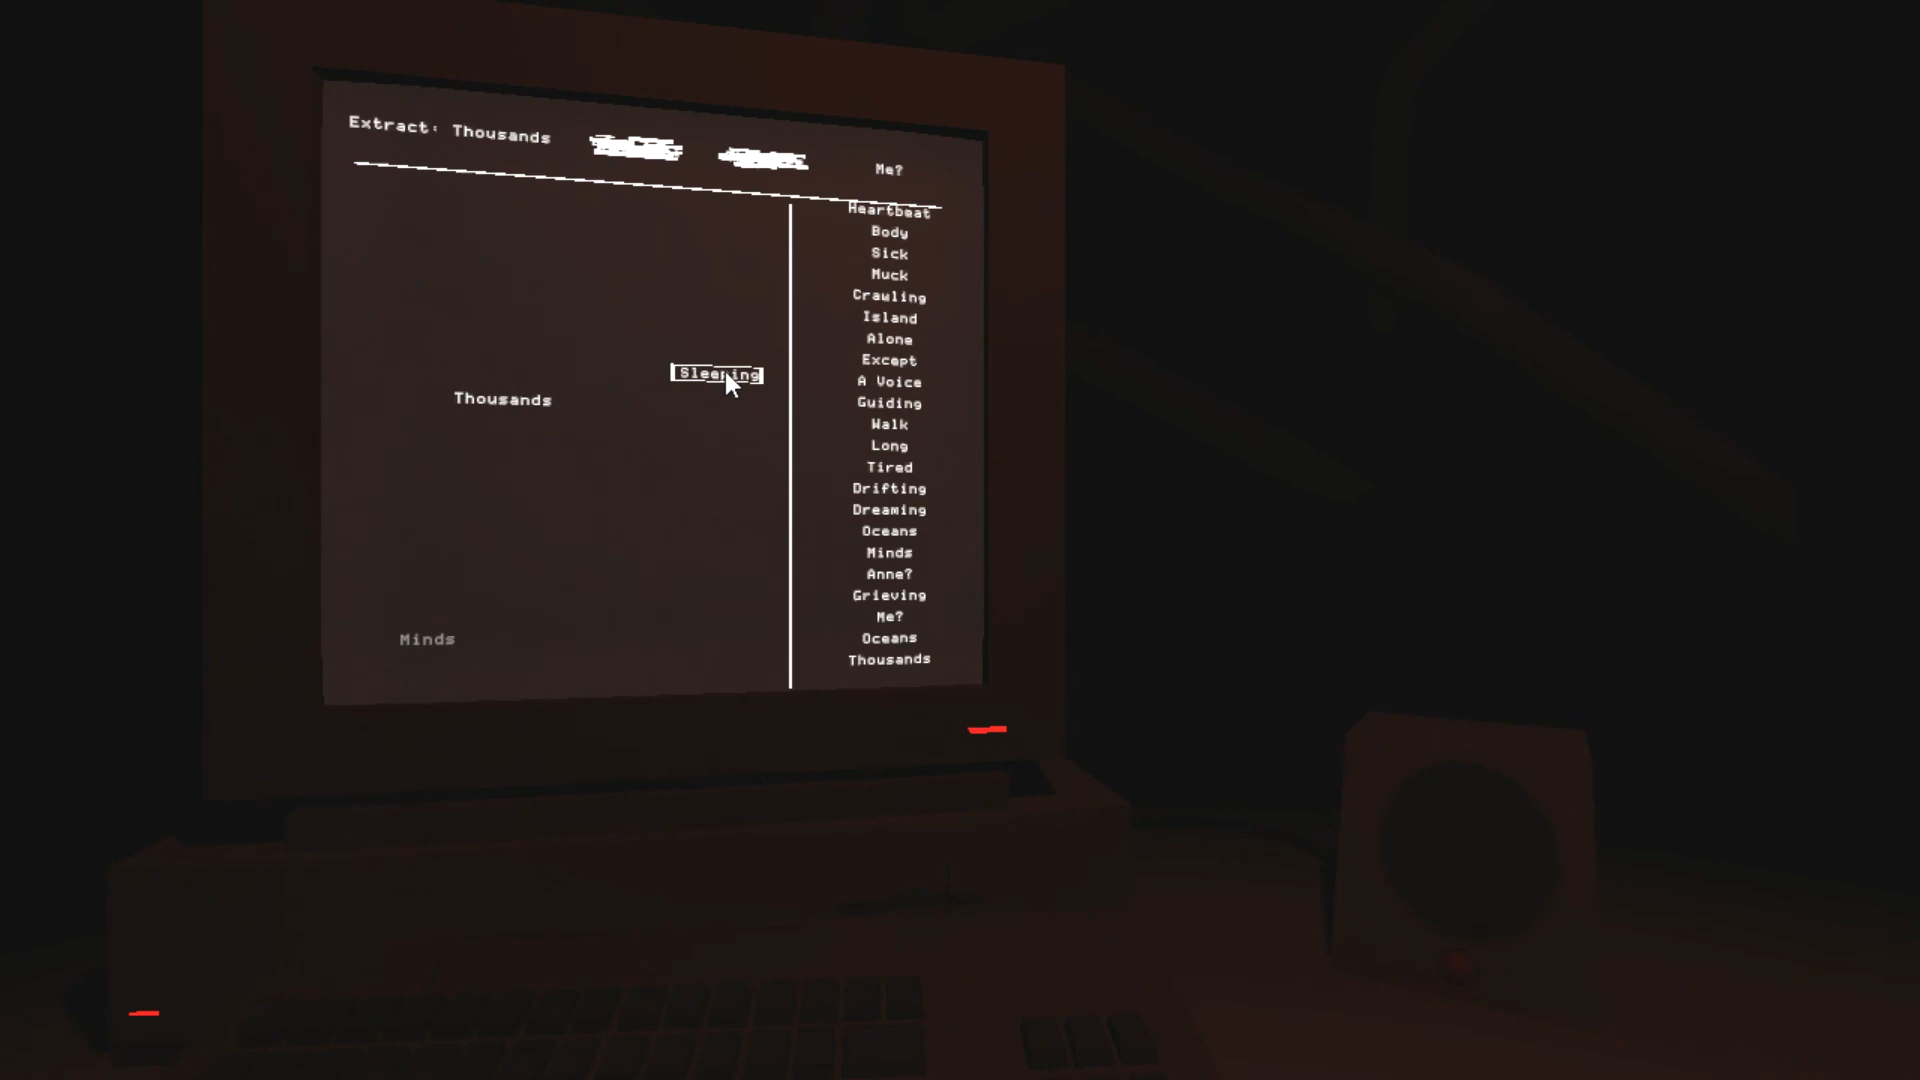 Extract: Thousands
Me?
Sleeping
Thousands
Minds
Heartbeat
Body
Sick
Muck
Crawling
Island
Alone
Except
A Voice
Guiding
Walk
Long
Tired
Drifting
Dreaming
Oceans
Minds
Anne?
Grieving
Me?
Oceans
Thousands